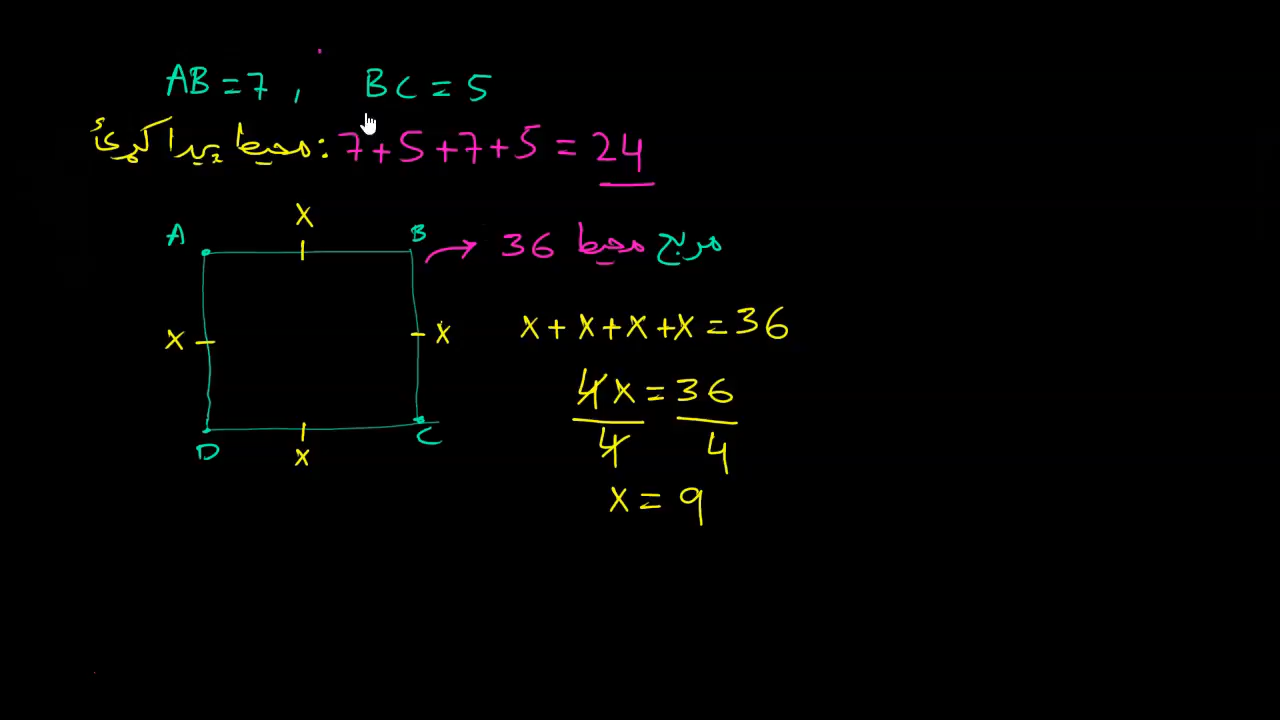 AB = 7 , BC = 5
محیط پیدا کړئ: 7+5+7+5 = 24
X
A
B
مربع محیط 36
X
X
X+X+X+X = 36
4X = 36
4 4
D
X
C
X = 9